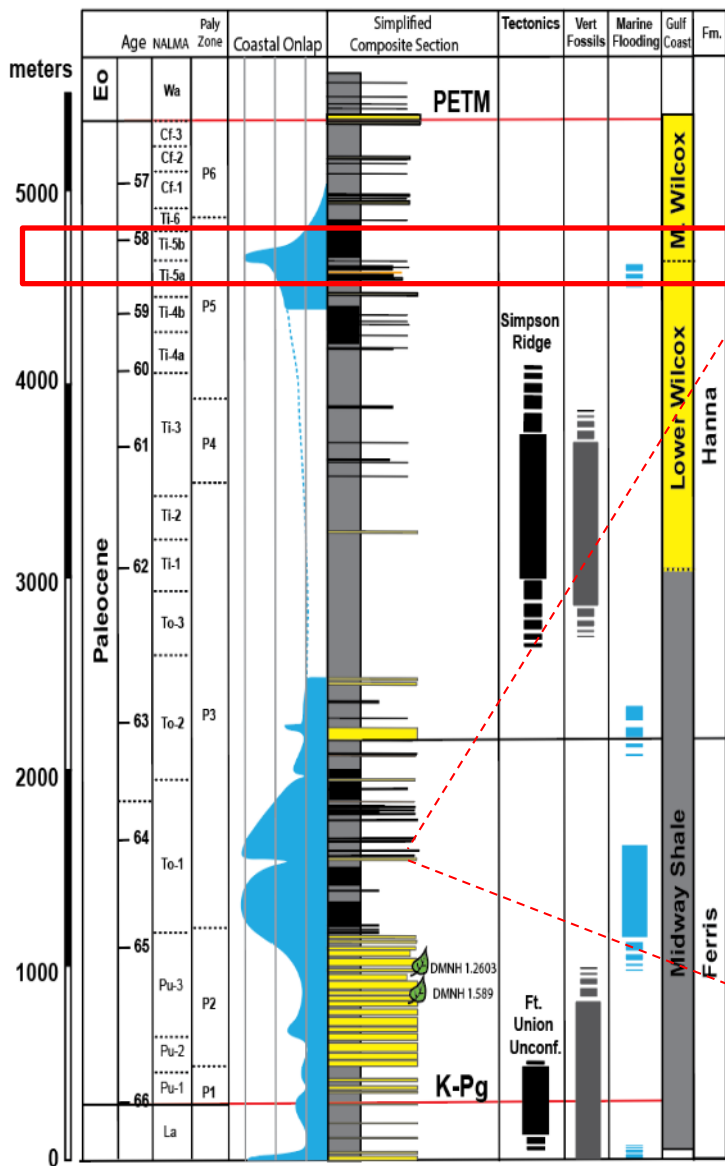 meters
Age
NALMA
Paly
Zone
Coastal Onlap
Simplified
Composite Section
Tectonics
Vert
Fossils
Marine
Flooding
Gulf
Coast
Fm.
Eo
Wa
PETM
Cf-3
Cf-2
Cf-1
57
P6
5000
Ti-6
58
Ti-5b
Ti-5a
M. Wilcox
59
Ti-4b
P5
Simpson
Ridge
Ti-4a
60
4000
Ti-3
61
P4
Lower Wilcox
Hanna
Ti-2
Ti-1
62
3000
Paleocene
To-3
To-2
63
P3
2000
64
To-1
65
Midway Shale
Ferris
1000
Pu-3
P2
DMNH 1.2603
DMNH 1.589
Pu-2
Ft.
Union
Unconf.
Pu-1
P1
K-Pg
66
La
0